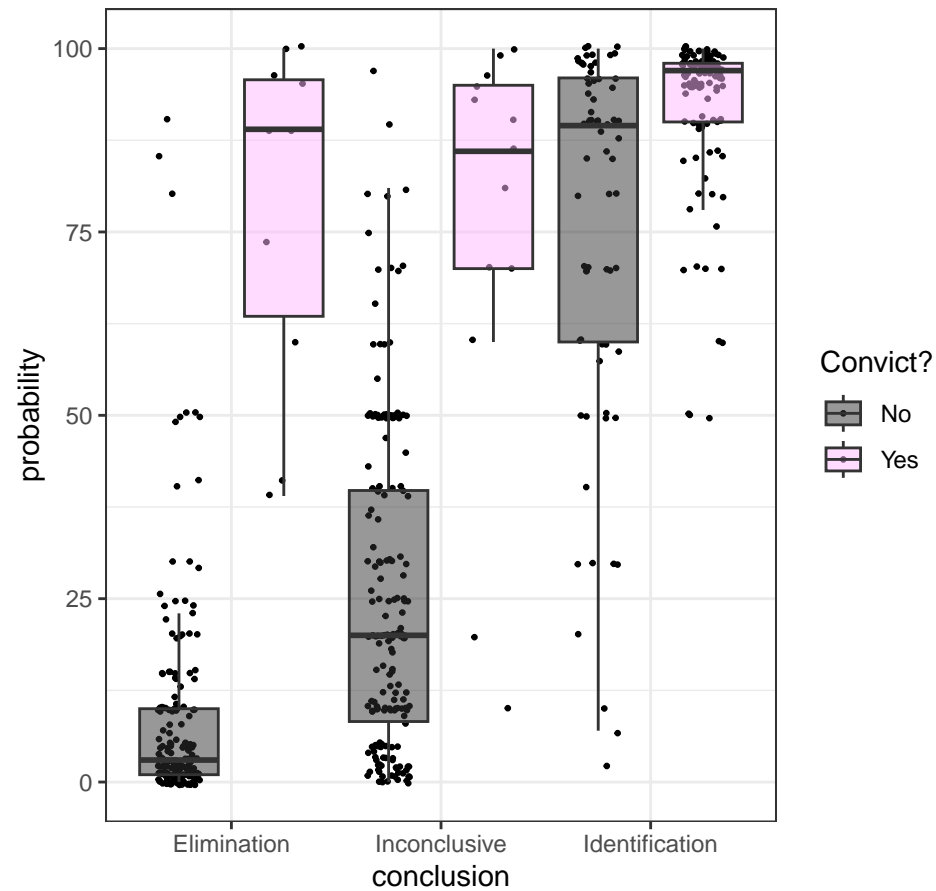 100
75
50
25
0
probability
Elimination
Inconclusive
Identification
conclusion
Convict?
No
Yes